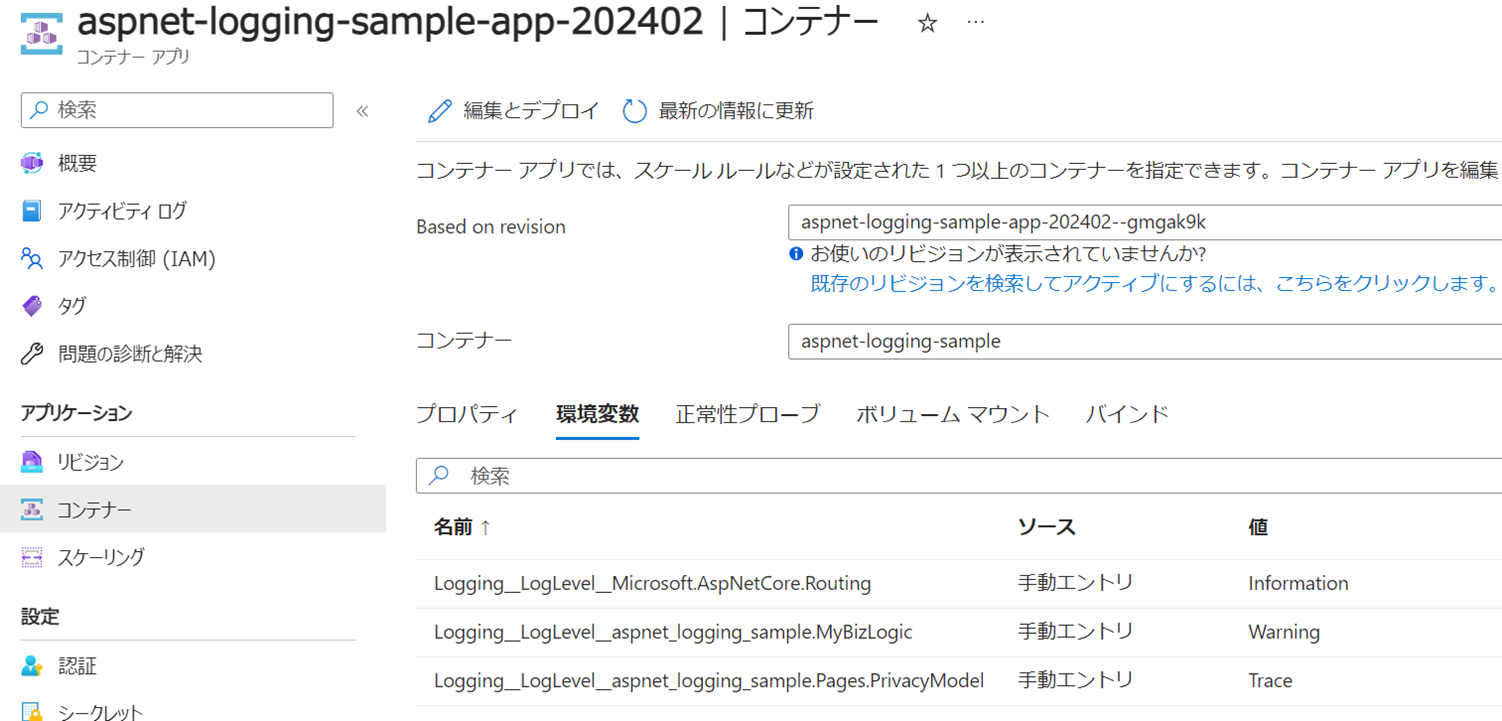 aspnet-logging-sample-app-202402 | コンテナー ☆ …
コンテナー アプリ
検索 «
編集とデプロイ 最新の情報に更新
概要
アクティビティ ログ
アクセス制御 (IAM)
タグ
問題の診断と解決
アプリケーション
リビジョン
コンテナー
スケーリング
設定
認証
シークレット
コンテナー アプリでは、スケール ルールなどが設定された 1 つ以上のコンテナーを指定できます。コンテナー アプリを編集
Based on revision
aspnet-logging-sample-app-202402--gmgak9k
お使いのリビジョンが表示されていませんか?
既存のリビジョンを検索してアクティブにするには、こちらをクリックします。
コンテナー
aspnet-logging-sample
プロパティ 環境変数 正常性プローブ ボリューム マウント バインド
検索
名前 ↑ ソース 値
Logging__LogLevel__Microsoft.AspNetCore.Routing 手動エントリ Information
Logging__LogLevel__aspnet_logging_sample.MyBizLogic 手動エントリ Warning
Logging__LogLevel__aspnet_logging_sample.Pages.PrivacyModel 手動エントリ Trace